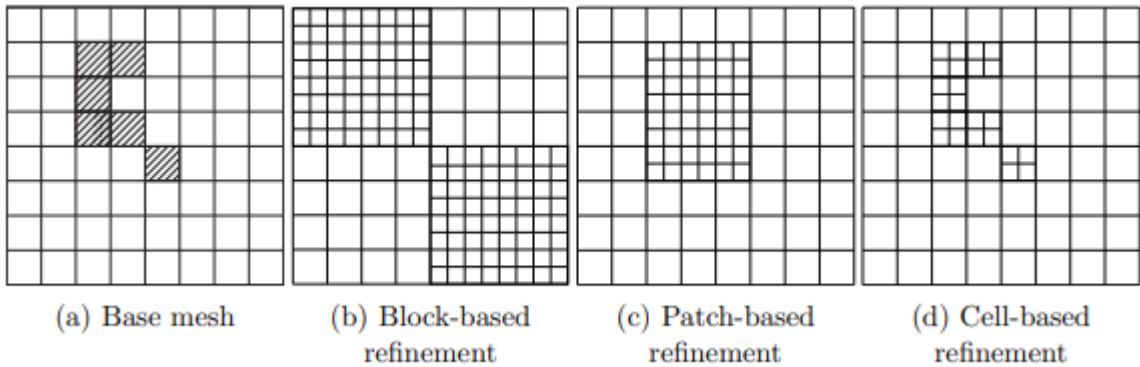 (a) Base mesh
(b) Block-based
refinement
(c) Patch-based
refinement
(d) Cell-based
refinement